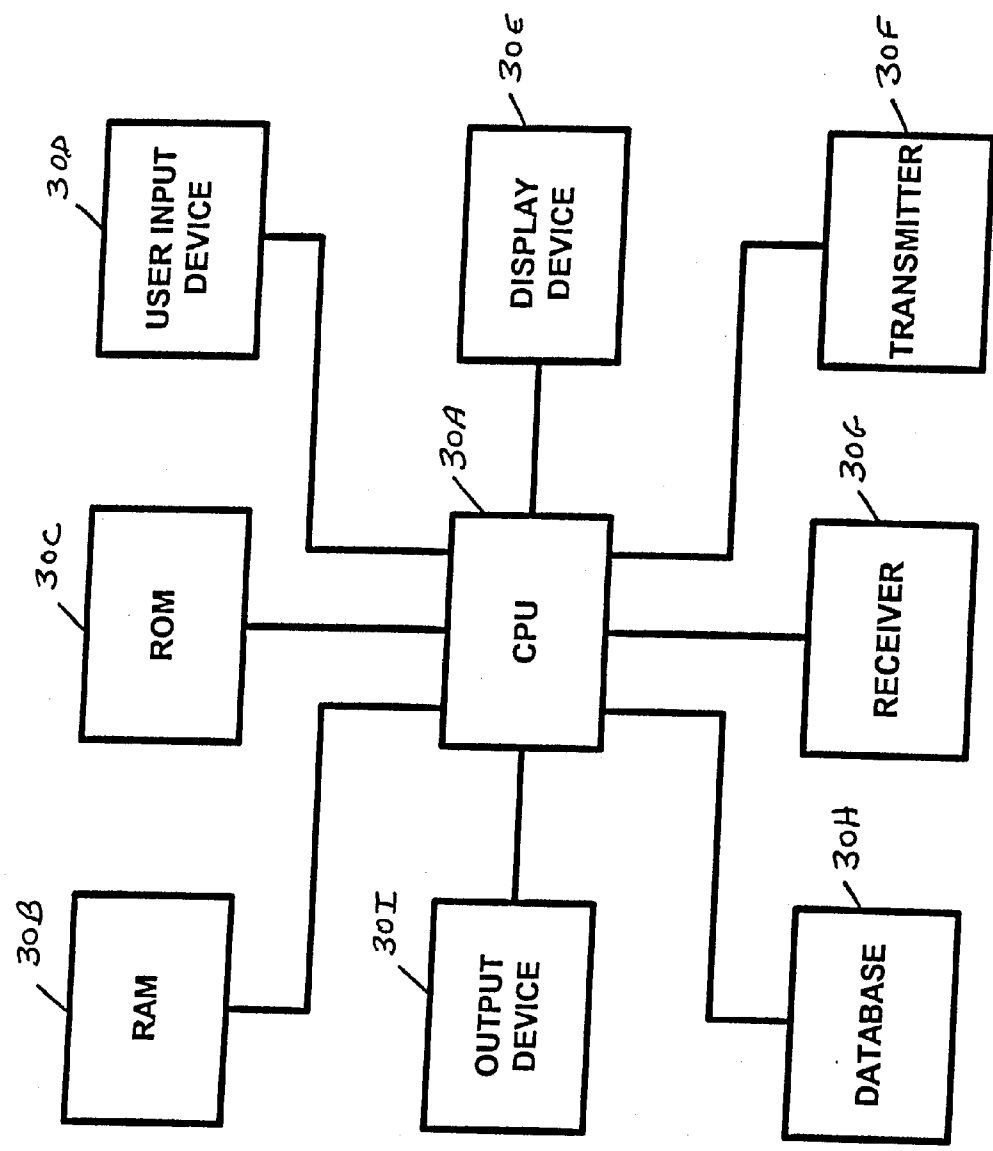 30B
RAM
30C
ROM
30D
USER INPUT
DEVICE
30I
OUTPUT
DEVICE
30A
CPU
30E
DISPLAY
DEVICE
30H
DATABASE
30G
RECEIVER
30F
TRANSMITTER